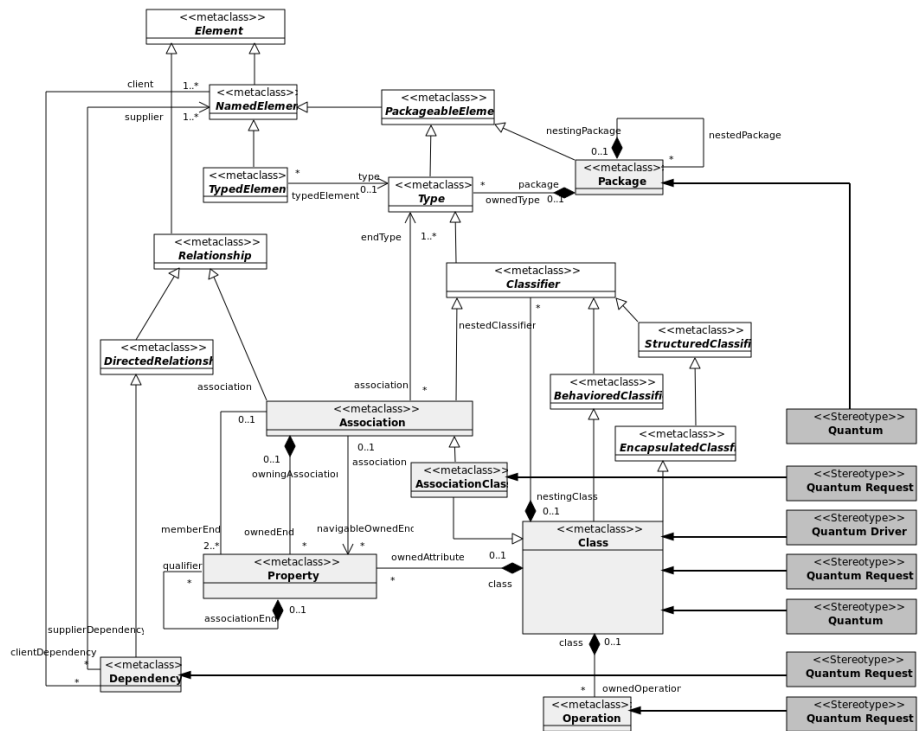 <<metaclass>>
Element
client
1..*
<<metaclass>
NamedElemen
supplier
1..*
<<metaclass>>
PackageableEleme
nestingPackage
0..1
nestedPackage
*
<<metaclass>
Package
<<metaclass>
TypedElemen
*
typedElement
type
0..1
<<metaclass>>
Type
*
package
ownedType
0..1
endType
1..*
<<metaclass>>
Relationship
<<metaclass>>
Classifier
nestedClassifier
*
<<metaclass>>
StructuredClassifi
<<metaclass>>
DirectedRelationsh
<<metaclass>>
BehavioredClassifi
association
association
*
<<metaclass>>
Association
0..1
0..1
owningAssociation
0..1
association
<<metaclass>>
EncapsulatedClassfi
<<Stereotype>>
Quantum
<<metaclass>
AssociationClas
<<Stereotype>>
Quantum Request
nestingClass
0..1
<<metaclass>>
Class
<<Stereotype>>
Quantum Driver
memberEnd
2..*
ownedEnd
*
navigableOwnedEnd
*
ownedAttribute
*
0..1
class
<<metaclass>>
Property
qualifier
*
associationEnd
0..1
<<Stereotype>>
Quantum Request
<<Stereotype>>
Quantum
supplierDependency
clientDependency
*
*
<<metaclass>
Dependency
class
0..1
<<Stereotype>>
Quantum Request
*
ownedOperation
<<metaclass>
Operation
<<Stereotype>>
Quantum Request